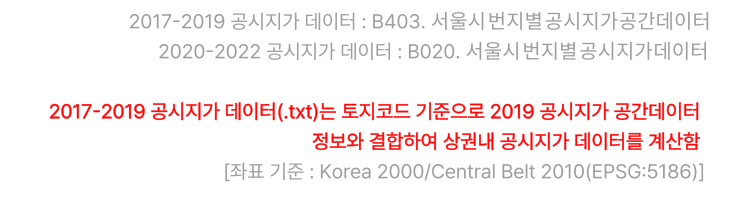 2017-2019 공시지가 데이터 : B403. 서울시번지별공시지가공간데이터
2020-2022 공시지가 데이터 : B020. 서울시번지별공시지가데이터
2017-2019 공시지가 데이터(.txt)는 토지코드 기준으로 2019 공시지가 공간데이터
정보와 결합하여 상권내 공시지가 데이터를 계산함
[좌표 기준 : Korea 2000/Central Belt 2010(EPSG:5186)]